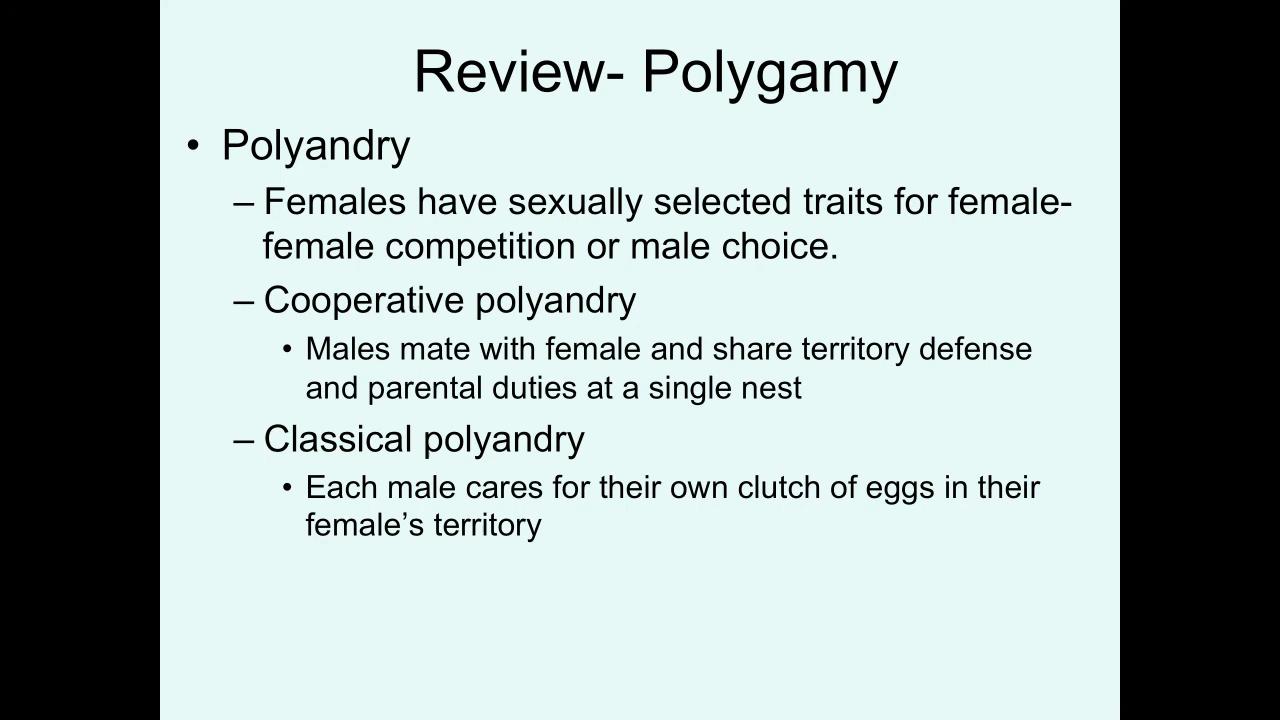 Review- Polygamy
• Polyandry
– Females have sexually selected traits for female-
female competition or male choice.
– Cooperative polyandry
• Males mate with female and share territory defense
and parental duties at a single nest
– Classical polyandry
• Each male cares for their own clutch of eggs in their
female’s territory